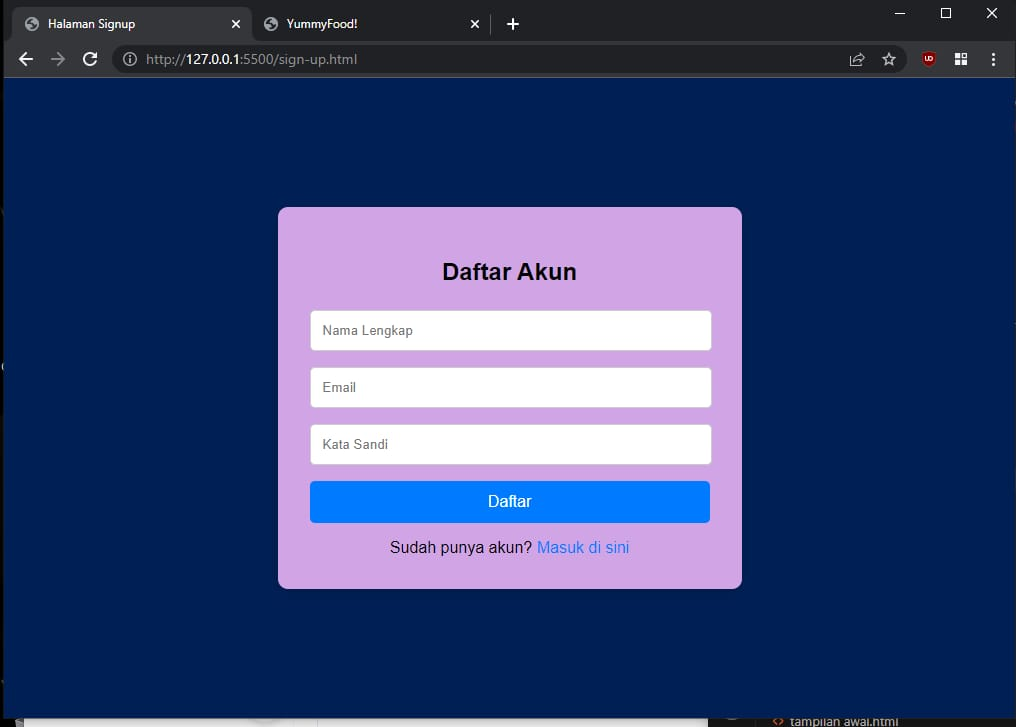 Halaman Signup
YummyFood!
http://127.0.0.1:5500/sign-up.html
Daftar Akun
Nama Lengkap
Email
Kata Sandi
Daftar
Sudah punya akun? Masuk di sini
<> tampilan awal.html